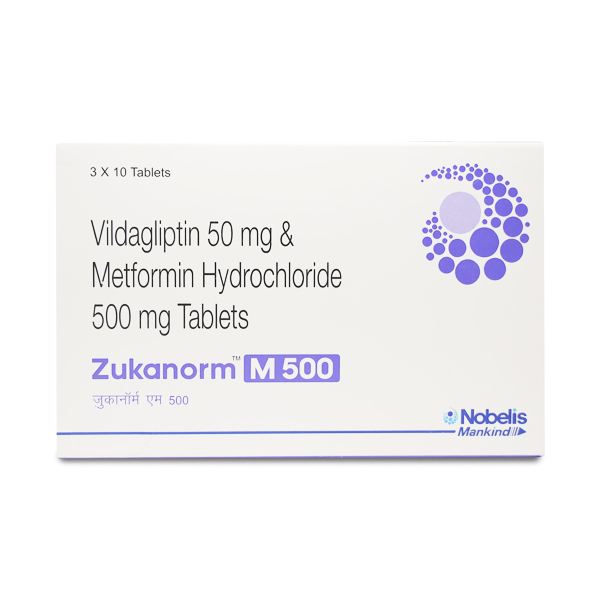 3 X 10 Tablets
Vildagliptin 50 mg &
Metformin Hydrochloride
500 mg Tablets
Zukanorm™ M 500
जुकानॉर्म एम 500
Nobelis
Mankind